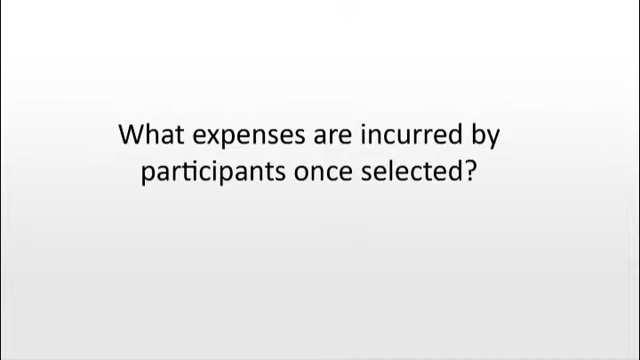 What expenses are incurred by
participants once selected?